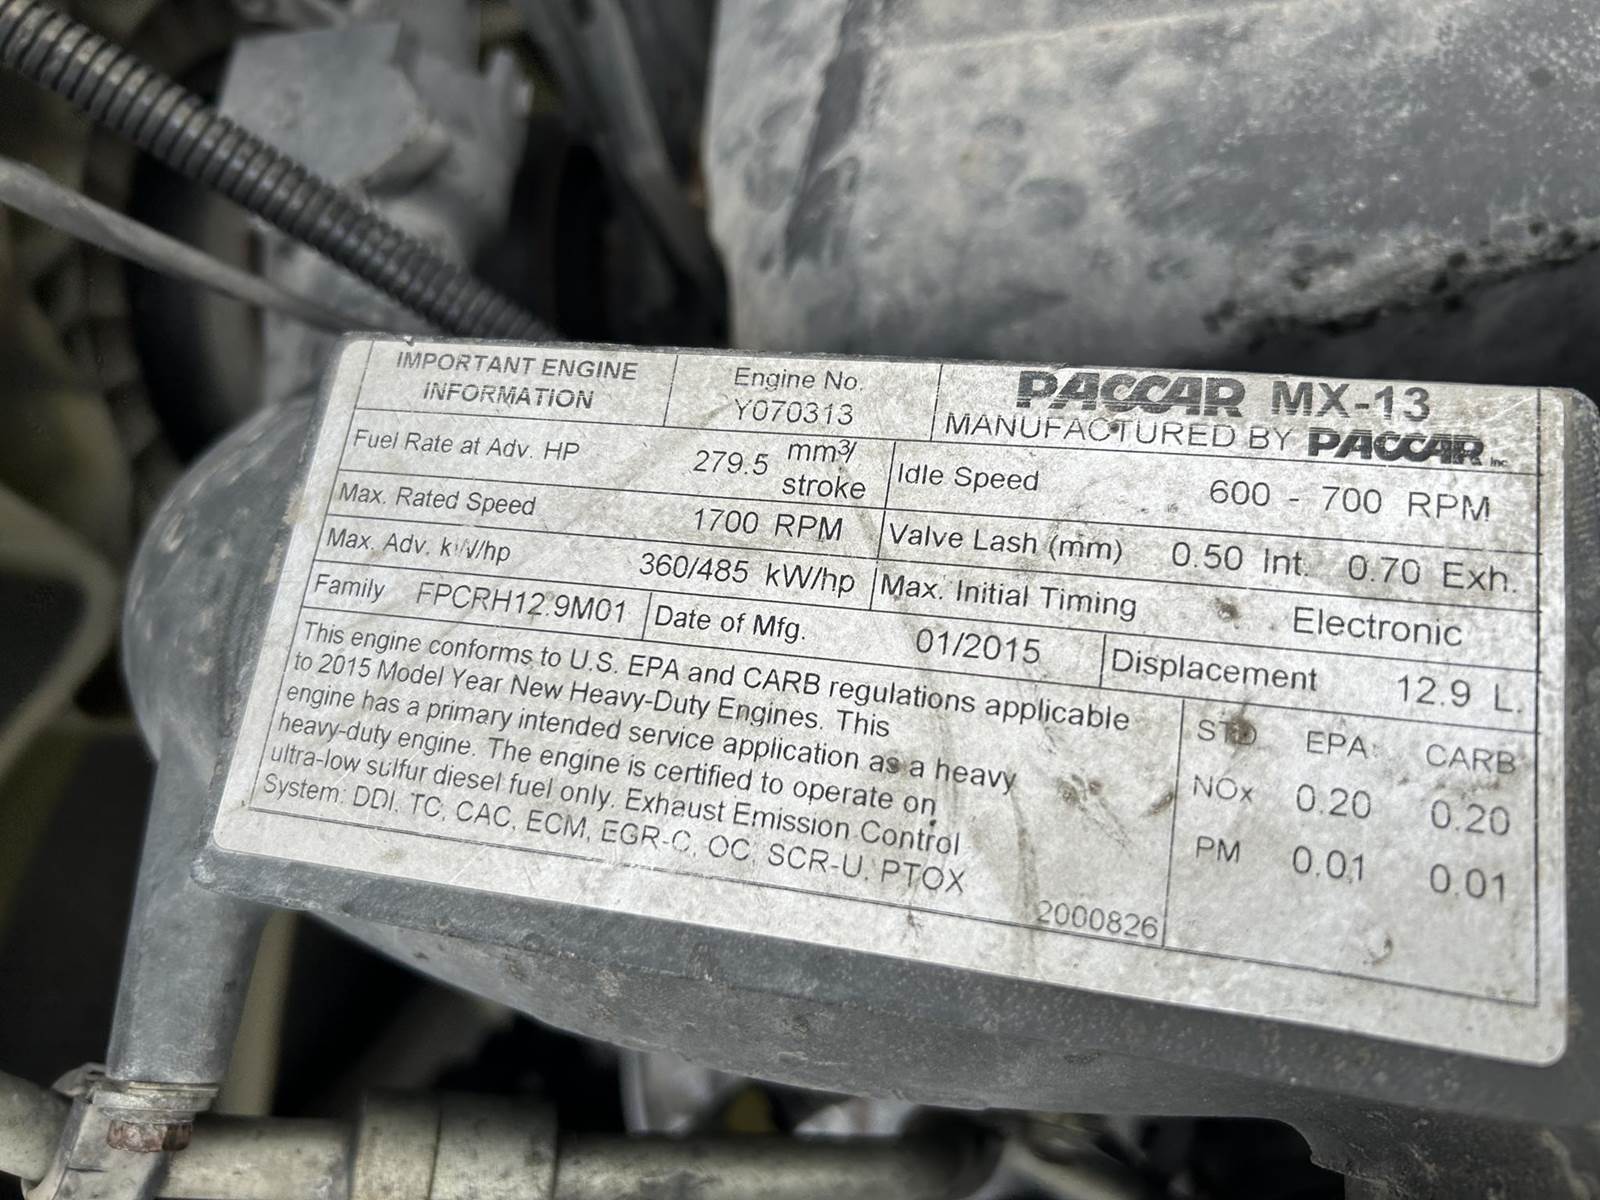 IMPORTANT ENGINE INFORMATION
Engine No.
Y070313
PACCAR MX-13
MANUFACTURED BY PACCAR Inc.
Fuel Rate at Adv. HP 279.5 mm³/stroke
Idle Speed 600 - 700 RPM
Max. Rated Speed 1700 RPM
Valve Lash (mm) 0.50 Int. 0.70 Exh.
Max. Adv. kW/hp 360/485 kW/hp
Max. Initial Timing Electronic
Family FPCRH12.9M01
Date of Mfg. 01/2015
Displacement 12.9 L.
This engine conforms to U.S. EPA and CARB regulations applicable
to 2015 Model Year New Heavy-Duty Engines. This
engine has a primary intended service application as a heavy
heavy-duty engine. The engine is certified to operate on
ultra-low sulfur diesel fuel only. Exhaust Emission Control
System: DDI, TC, CAC, ECM, EGR-C, OC, SCR-U, PTOX
2000826
STD EPA CARB
NOx 0.20 0.20
PM 0.01 0.01